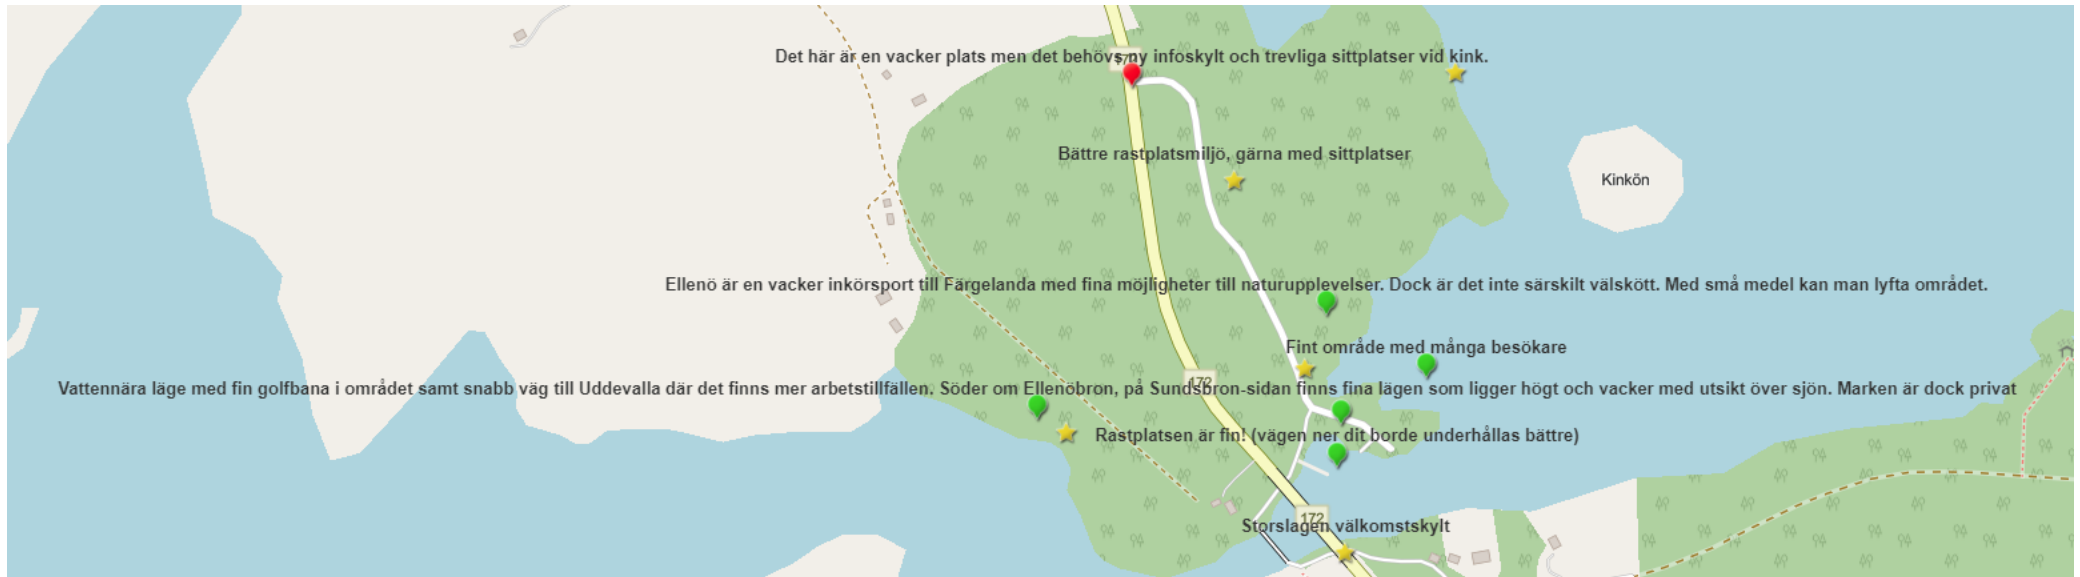 Det här är en vacker plats men det behövs ny infoskylt och trevliga sittplatser vid kink.
Bättre rastplatsmiljö, gärna med sittplatser
Kinkön
Ellenö är en vacker inkörsport till Färgelanda med fina möjligheter till naturupplevelser. Dock är det inte särskilt välskött. Med små medel kan man lyfta området.
Fint område med många besökare
172
Vattennära läge med fin golfbana i området samt snabb väg till Uddevalla där det finns mer arbetstillfällen. Söder om Ellenöbron, på Sundsbron-sidan finns fina lägen som ligger högt och vacker med utsikt över sjön. Marken är dock privat
Rastplatsen är fin! (vägen ner dit borde underhållas bättre)
172
Storslagen välkomstskylt